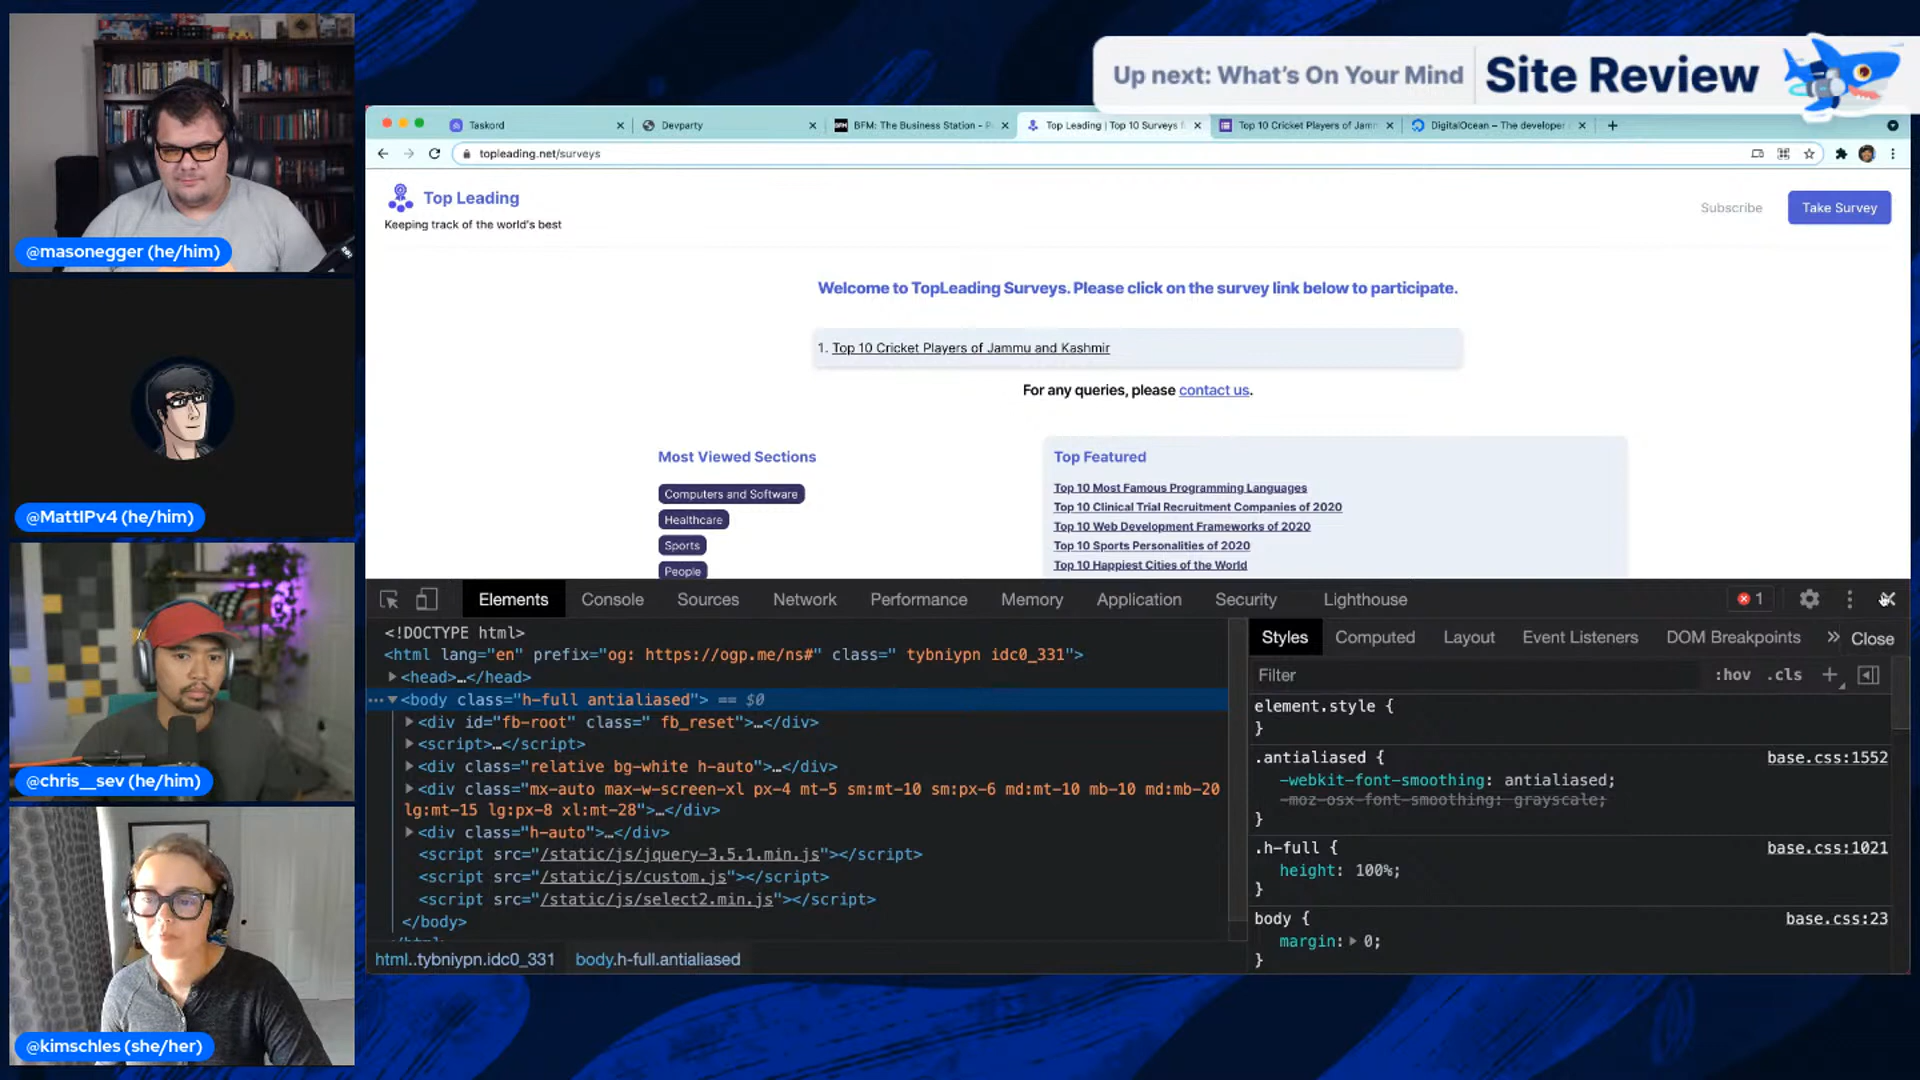 Up next: What's On Your Mind
Site Review
@masonegger (he/him)
@MattIPv4 (he/him)
@chris__sev (he/him)
@kimschles (she/her)
Taskord
Devparty
BFM
BFM: The Business Station - P
Top Leading | Top 10 Surveys f
Top 10 Cricket Players of Jamm
DigitalOcean – The developer
topleading.net/surveys
Top Leading
Keeping track of the world's best
Subscribe
Take Survey
Welcome to TopLeading Surveys. Please click on the survey link below to participate.
1. Top 10 Cricket Players of Jammu and Kashmir
For any queries, please contact us.
Most Viewed Sections
Computers and Software
Healthcare
Sports
People
Top Featured
Top 10 Most Famous Programming Languages
Top 10 Clinical Trial Recruitment Companies of 2020
Top 10 Web Development Frameworks of 2020
Top 10 Sports Personalities of 2020
Top 10 Happiest Cities of the World
Elements Console Sources Network Performance Memory Application Security Lighthouse
1
<!DOCTYPE html>
<html lang="en" prefix="og: https://ogp.me/ns#" class=" tybniypn idc0_331">
<head>…</head>
<body class="h-full antialiased"> == $0
<div id="fb-root" class=" fb_reset">…</div>
<script>…</script>
<div class="relative bg-white h-auto">…</div>
<div class="mx-auto max-w-screen-xl px-4 mt-5 sm:mt-10 sm:px-6 md:mt-10 mb-10 md:mb-20
lg:mt-15 lg:px-8 xl:mt-28">…</div>
<div class="h-auto">…</div>
<script src="/static/js/jquery-3.5.1.min.js"></script>
<script src="/static/js/custom.js"></script>
<script src="/static/js/select2.min.js"></script>
</body>
html..tybniypn.idc0_331 body.h-full.antialiased
Styles Computed Layout Event Listeners DOM Breakpoints » Close
Filter :hov .cls +
element.style {
}
.antialiased { base.css:1552
-webkit-font-smoothing: antialiased;
-moz-osx-font-smoothing: grayscale;
}
.h-full { base.css:1021
height: 100%;
}
body { base.css:23
margin: 0;
}